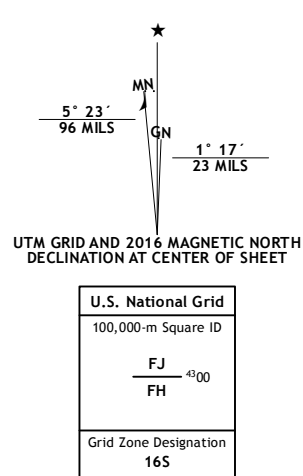 MN.
5° 23´
96 MILS
GN
1° 17´
23 MILS
UTM GRID AND 2016 MAGNETIC NORTH
DECLINATION AT CENTER OF SHEET
U.S. National Grid
100,000-m Square ID
FJ
4300
FH
Grid Zone Designation
16S